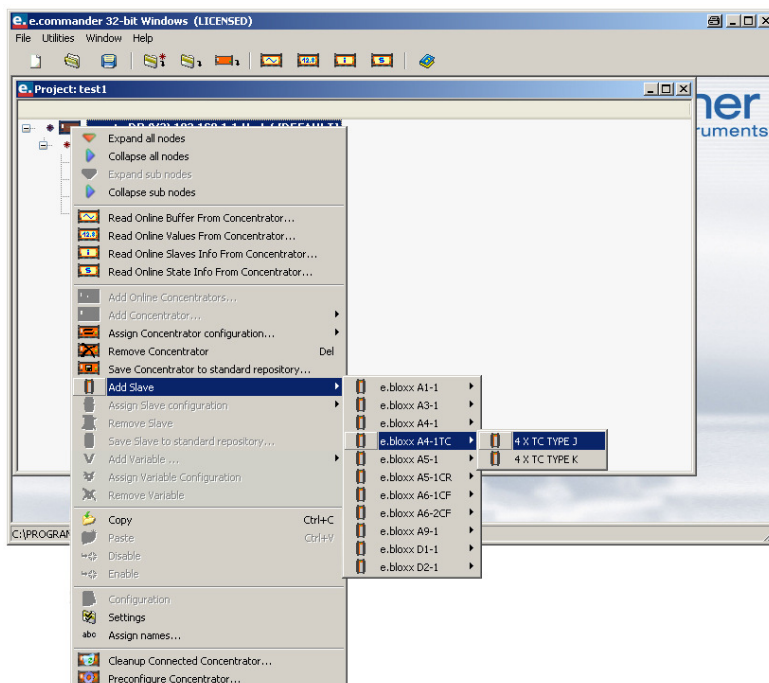 e. e.commander 32-bit Windows (LICENSED)
File Utilities Window Help
e. Project: test1
ner
ruments
Expand all nodes
Collapse all nodes
Expand sub nodes
Collapse sub nodes
Read Online Buffer From Concentrator...
Read Online Values From Concentrator...
Read Online Slaves Info From Concentrator...
Read Online State Info From Concentrator...
Add Online Concentrators...
Add Concentrator...
Assign Concentrator configuration...
Remove Concentrator Del
Save Concentrator to standard repository...
Add Slave
Assign Slave configuration
Remove Slave
Save Slave to standard repository...
Add Variable ...
Assign Variable Configuration
Remove Variable
Copy Ctrl+C
Paste Ctrl+V
Disable
Enable
Configuration
Settings
abc Assign names...
Cleanup Connected Concentrator...
Preconfigure Concentrator...
e.bloxx A1-1
e.bloxx A3-1
e.bloxx A4-1
e.bloxx A4-1TC
e.bloxx A5-1
e.bloxx A5-1CR
e.bloxx A6-1CF
e.bloxx A6-2CF
e.bloxx A9-1
e.bloxx D1-1
e.bloxx D2-1
4 X TC TYPE J
4 X TC TYPE K
C:\PROGRAM